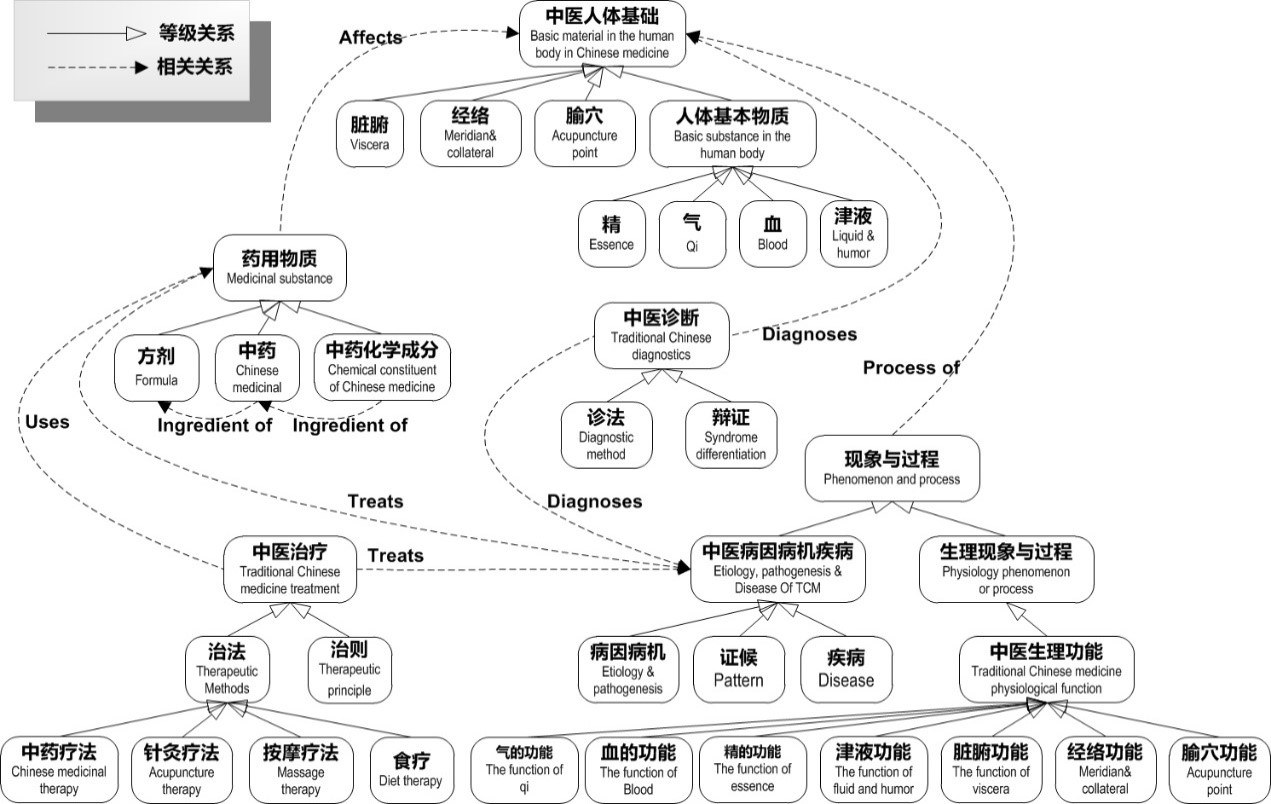 等级关系
相关关系
中医人体基础
Basic material in the human
body in Chinese medicine
Affects
脏腑
Viscera
经络
Meridian&
collateral
腧穴
Acupuncture
point
人体基本物质
Basic substance in the
human body
精
Essence
气
Qi
血
Blood
津液
Liquid &
humor
药用物质
Medicinal substance
方剂
Formula
中药
Chinese
medicinal
中药化学成分
Chemical constituent
of Chinese medicine
Ingredient of
Ingredient of
Uses
中医诊断
Traditional Chinese
diagnostics
Diagnoses
Process of
诊法
Diagnostic
method
辩证
Syndrome
differentiation
现象与过程
Phenomenon and process
Treats
Diagnoses
中医治疗
Traditional Chinese
medicine treatment
Treats
中医病因病机疾病
Etiology, pathogenesis &
Disease Of TCM
生理现象与过程
Physiology phenomenon
or process
治法
Therapeutic
Methods
治则
Therapeutic
principle
病因病机
Etiology &
pathogenesis
证候
Pattern
疾病
Disease
中医生理功能
Traditional Chinese medicine
physiological function
中药疗法
Chinese medicinal
therapy
针灸疗法
Acupuncture
therapy
按摩疗法
Massage
therapy
食疗
Diet therapy
气的功能
The function of
qi
血的功能
The function of
Blood
精的功能
The function of
essence
津液功能
The function of
fluid and humor
脏腑功能
The function of
viscera
经络功能
Meridian&
collateral
腧穴功能
Acupuncture
point